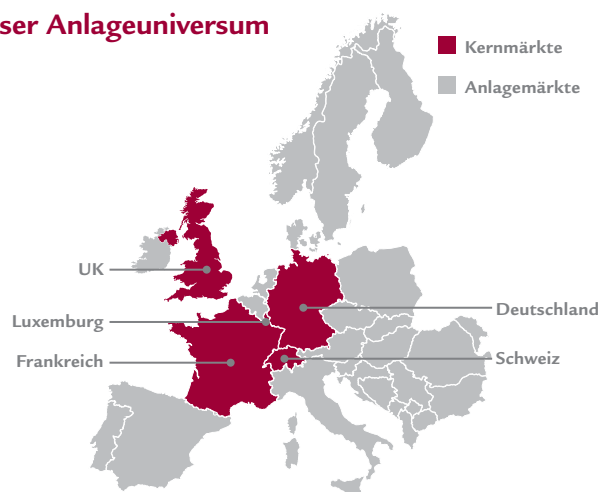 ser Anlageuniversum
Kernmärkte
Anlagemärkte
UK
Luxemburg
Frankreich
Deutschland
Schweiz